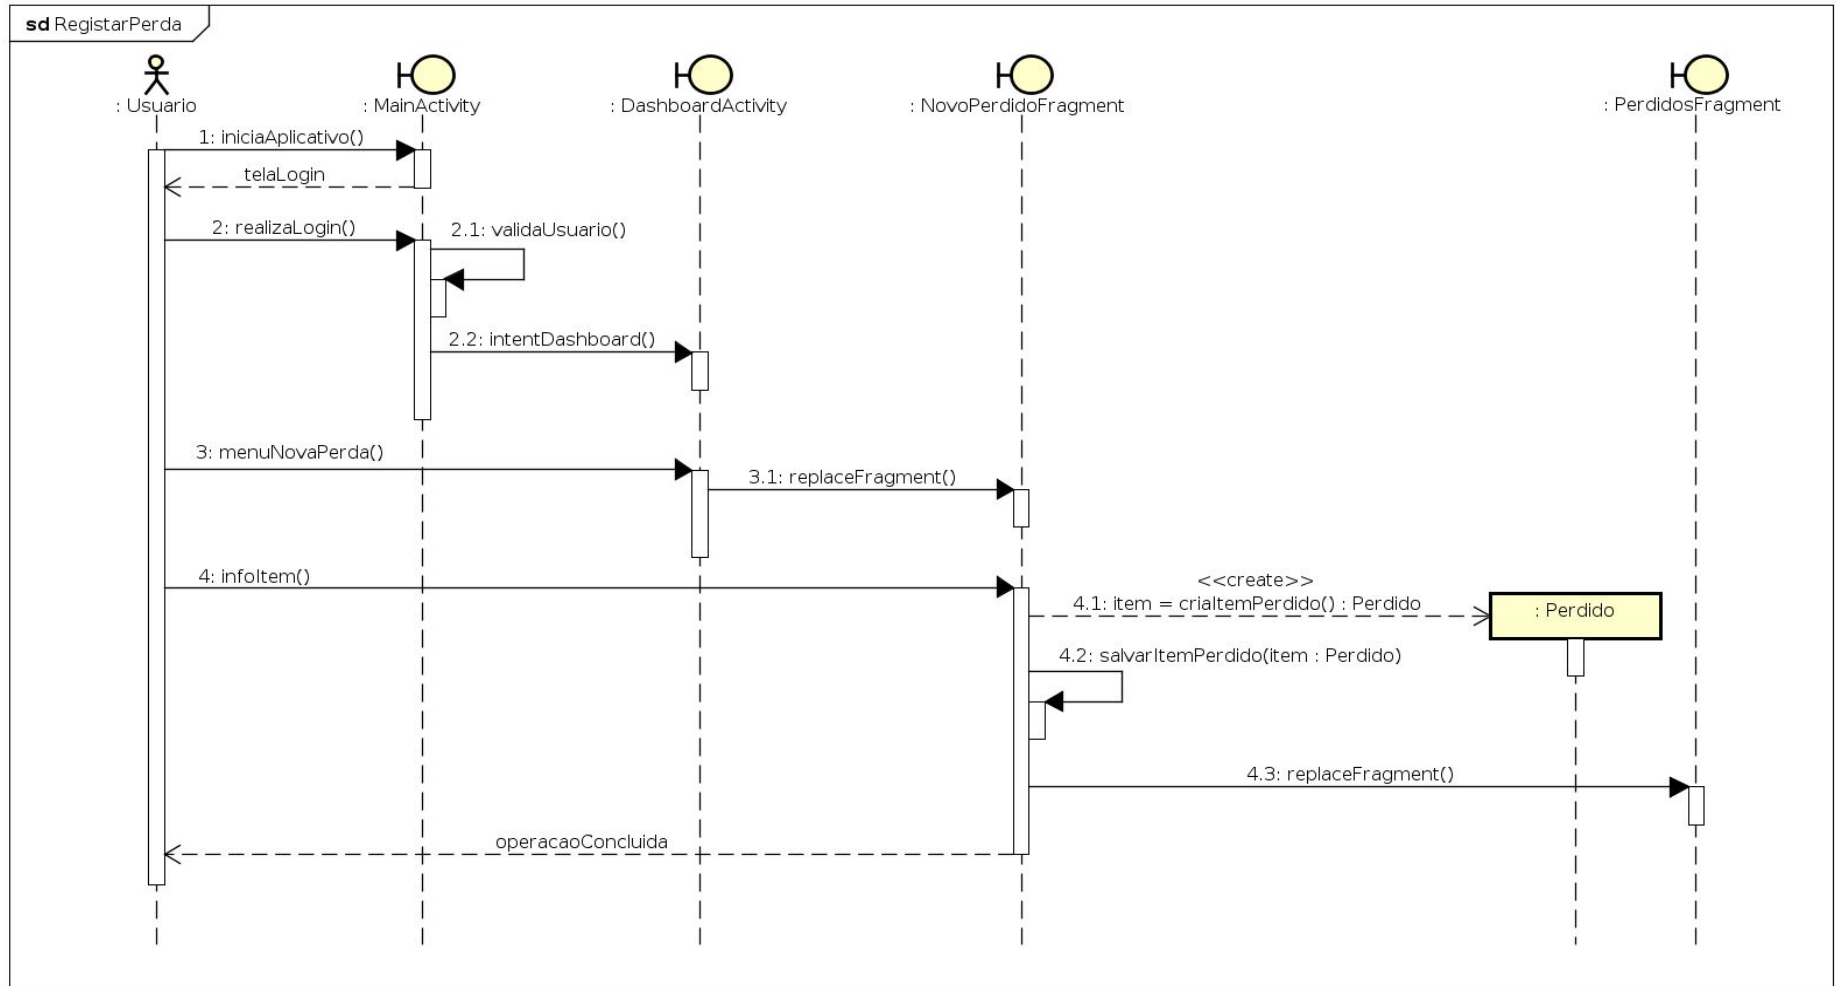 sd RegistarPerda
: Usuario
: MainActivity
: DashboardActivity
: NovoPerdidoFragment
: PerdidosFragment
1: iniciaAplicativo()
telaLogin
2: realizaLogin()
2.1: validaUsuario()
2.2: intentDashboard()
3: menuNovaPerda()
3.1: replaceFragment()
4: infoItem()
<<create>>
4.1: item = criaItemPerdido() : Perdido
: Perdido
4.2: salvarItemPerdido(item : Perdido)
4.3: replaceFragment()
operacaoConcluida